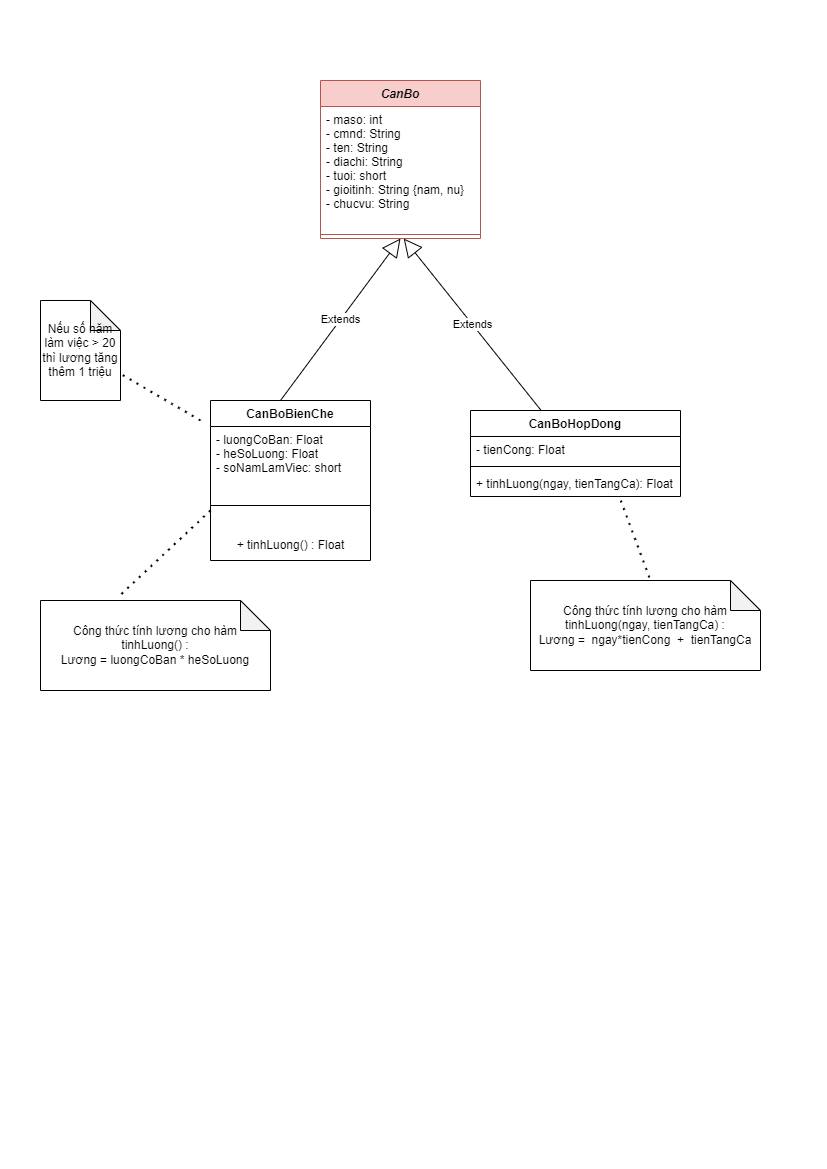 CanBo
- maso: int
- cmnd: String
- ten: String
- diachi: String
- tuoi: short
- gioitinh: String {nam, nu}
- chucvu: String
Extends
Extends
Nếu số năm
làm việc > 20
thì lương tăng
thêm 1 triệu
CanBoBienChe
- luongCoBan: Float
- heSoLuong: Float
- soNamLamViec: short
+ tinhLuong() : Float
CanBoHopDong
- tienCong: Float
+ tinhLuong(ngay, tienTangCa): Float
Công thức tính lương cho hàm
tinhLuong() :
Lương = luongCoBan * heSoLuong
Công thức tính lương cho hàm
tinhLuong(ngay, tienTangCa) :
Lương = ngay*tienCong + tienTangCa